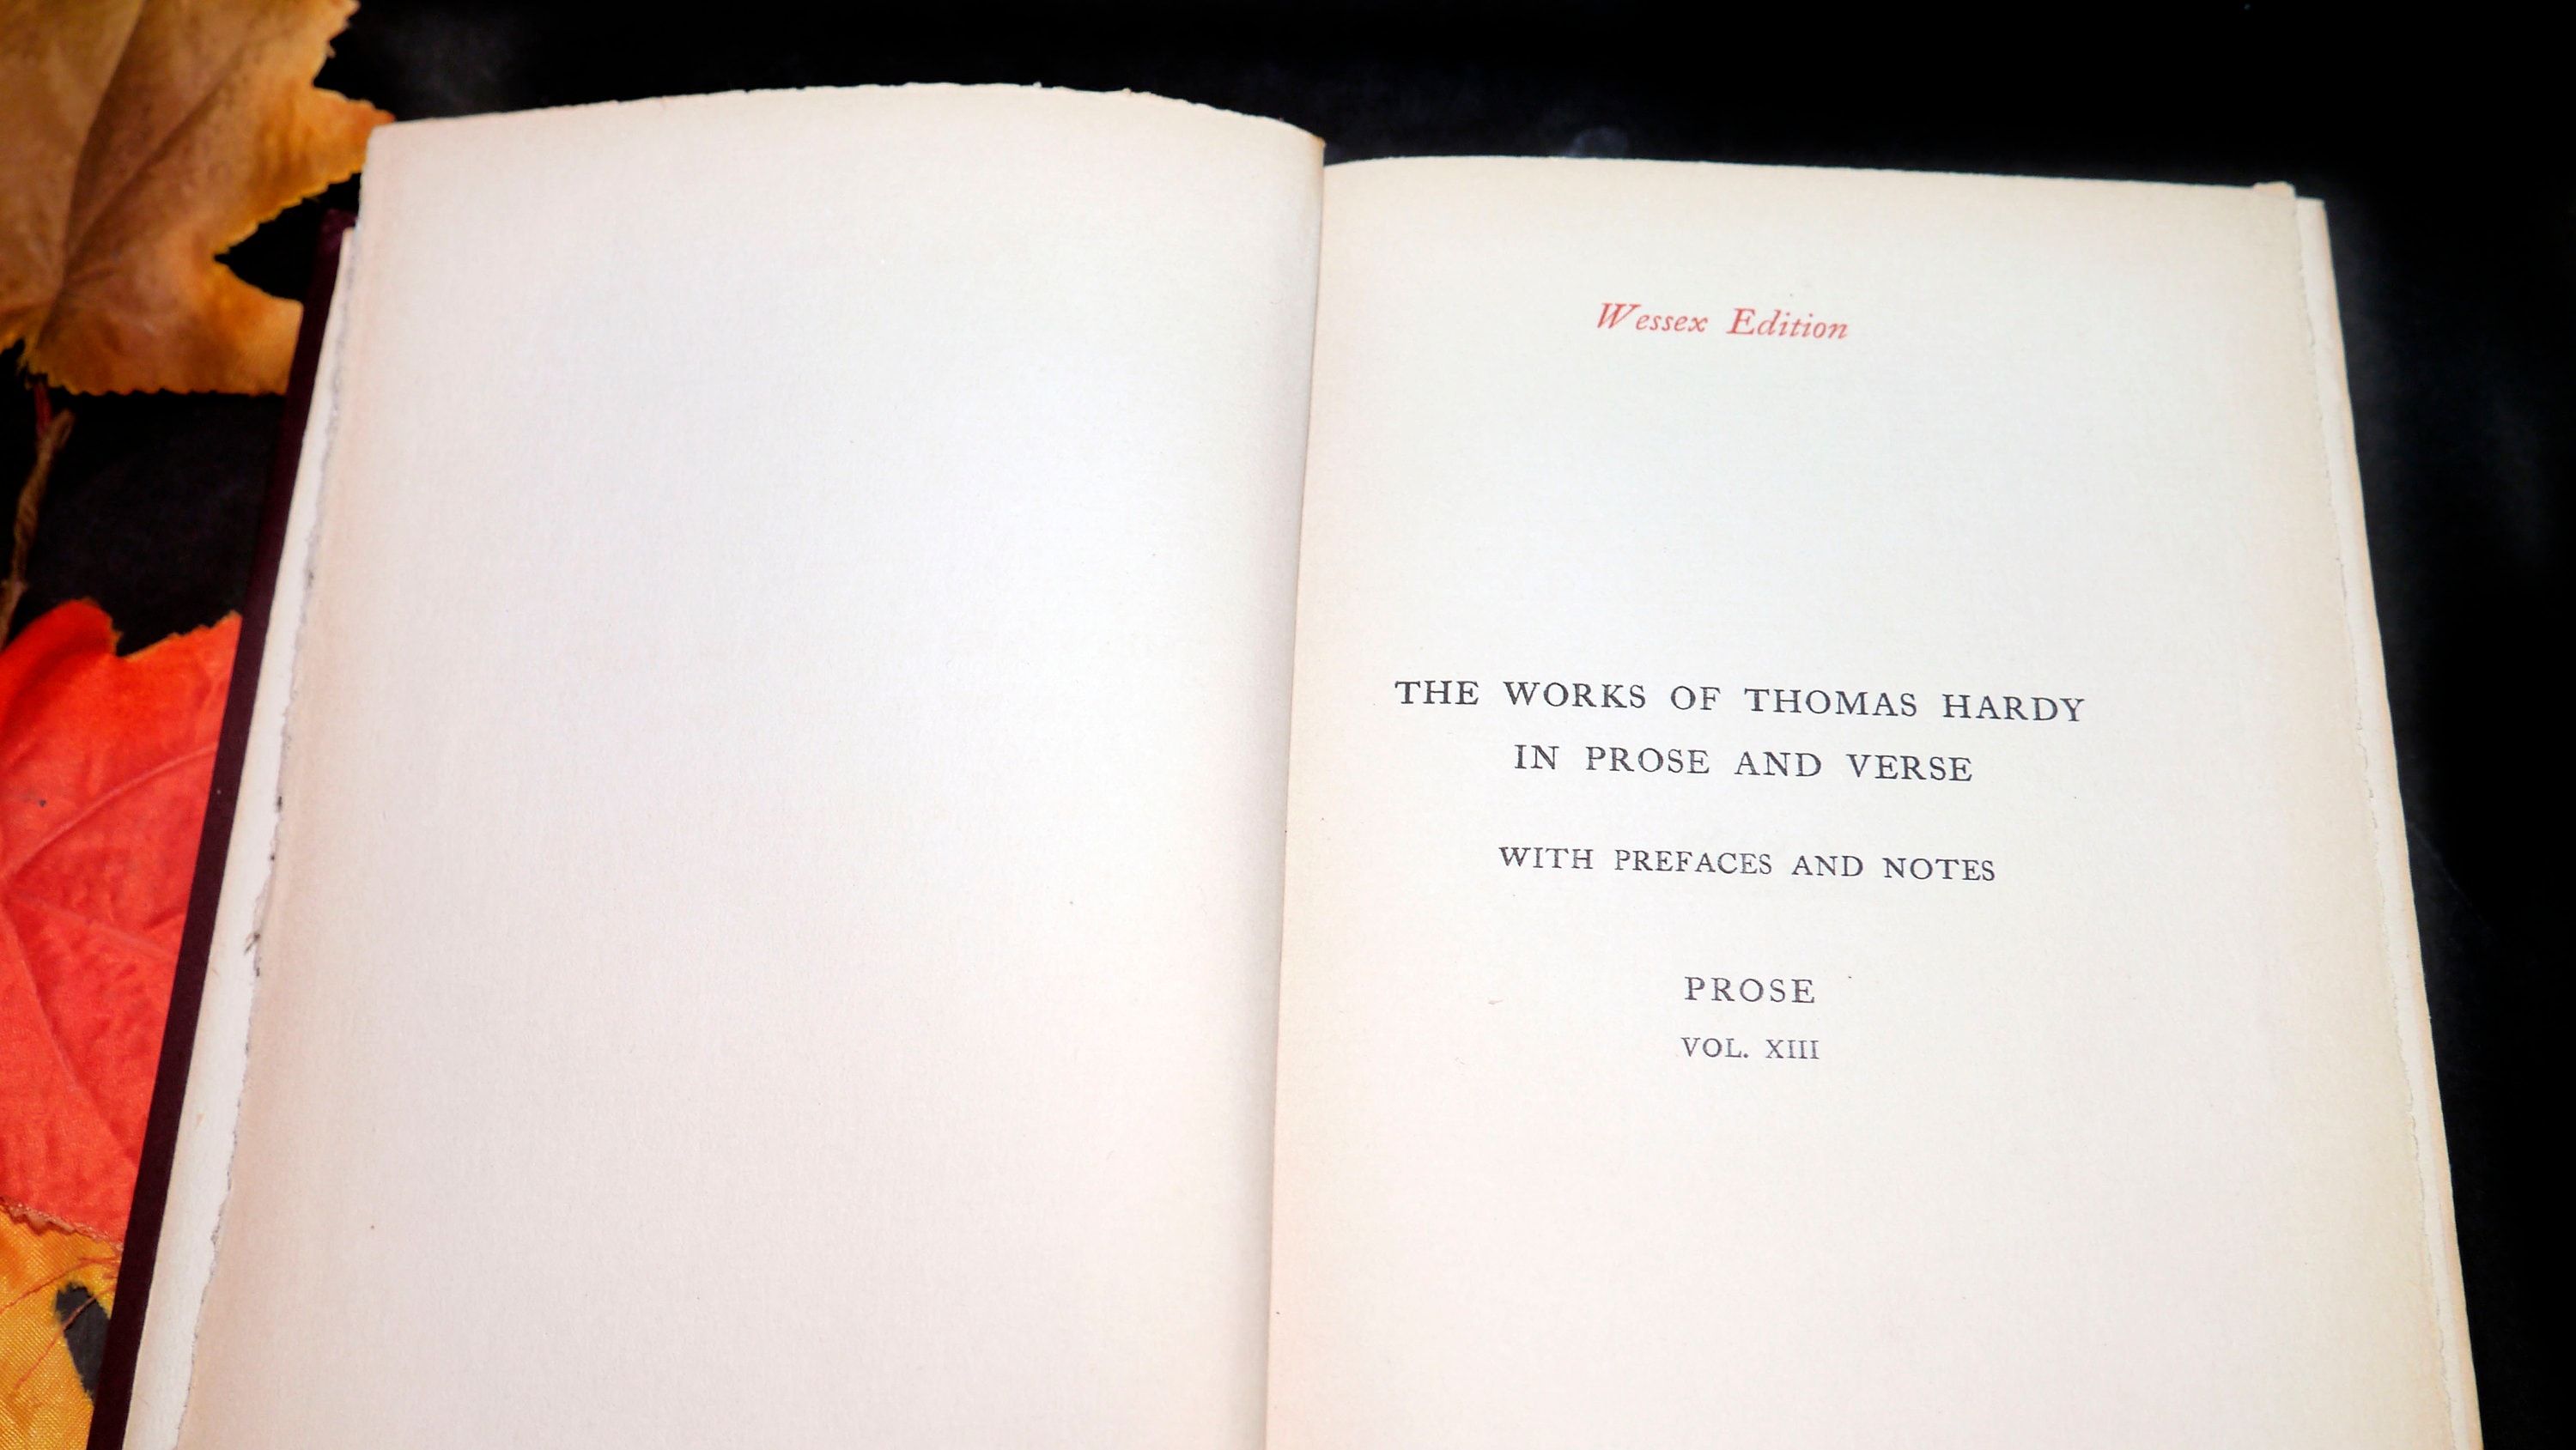 Wessex Edition
THE WORKS OF THOMAS HARDY
IN PROSE AND VERSE
WITH PREFACES AND NOTES
PROSE
VOL. XIII